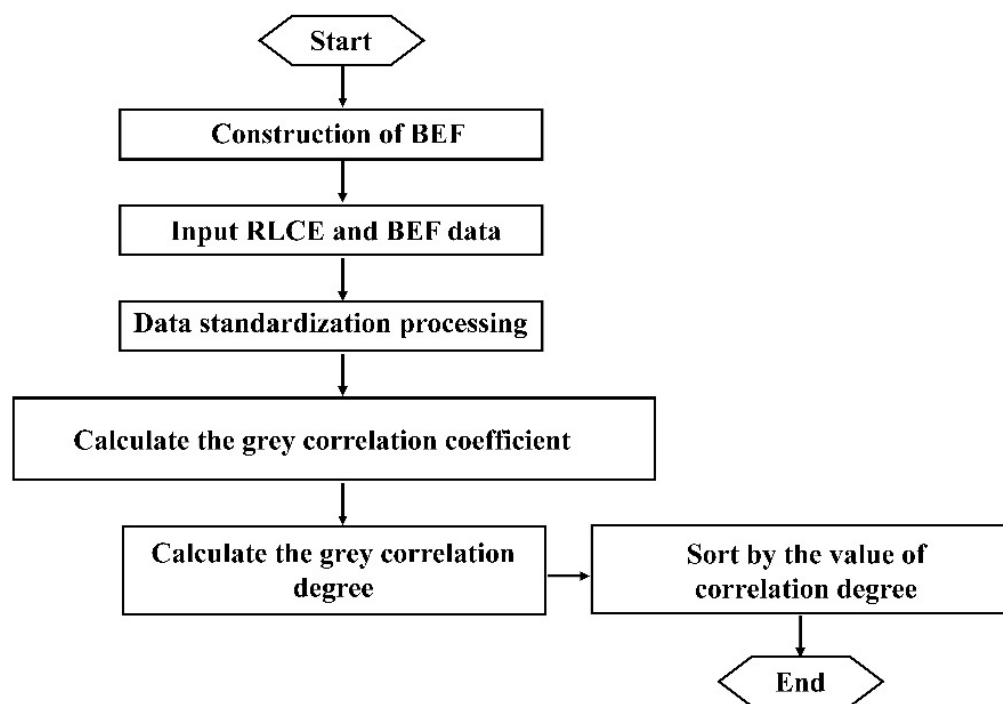 Start
Construction of BEF
Input RLCE and BEF data
Data standardization processing
Calculate the grey correlation coefficient
Calculate the grey correlation
degree
Sort by the value of
correlation degree
End